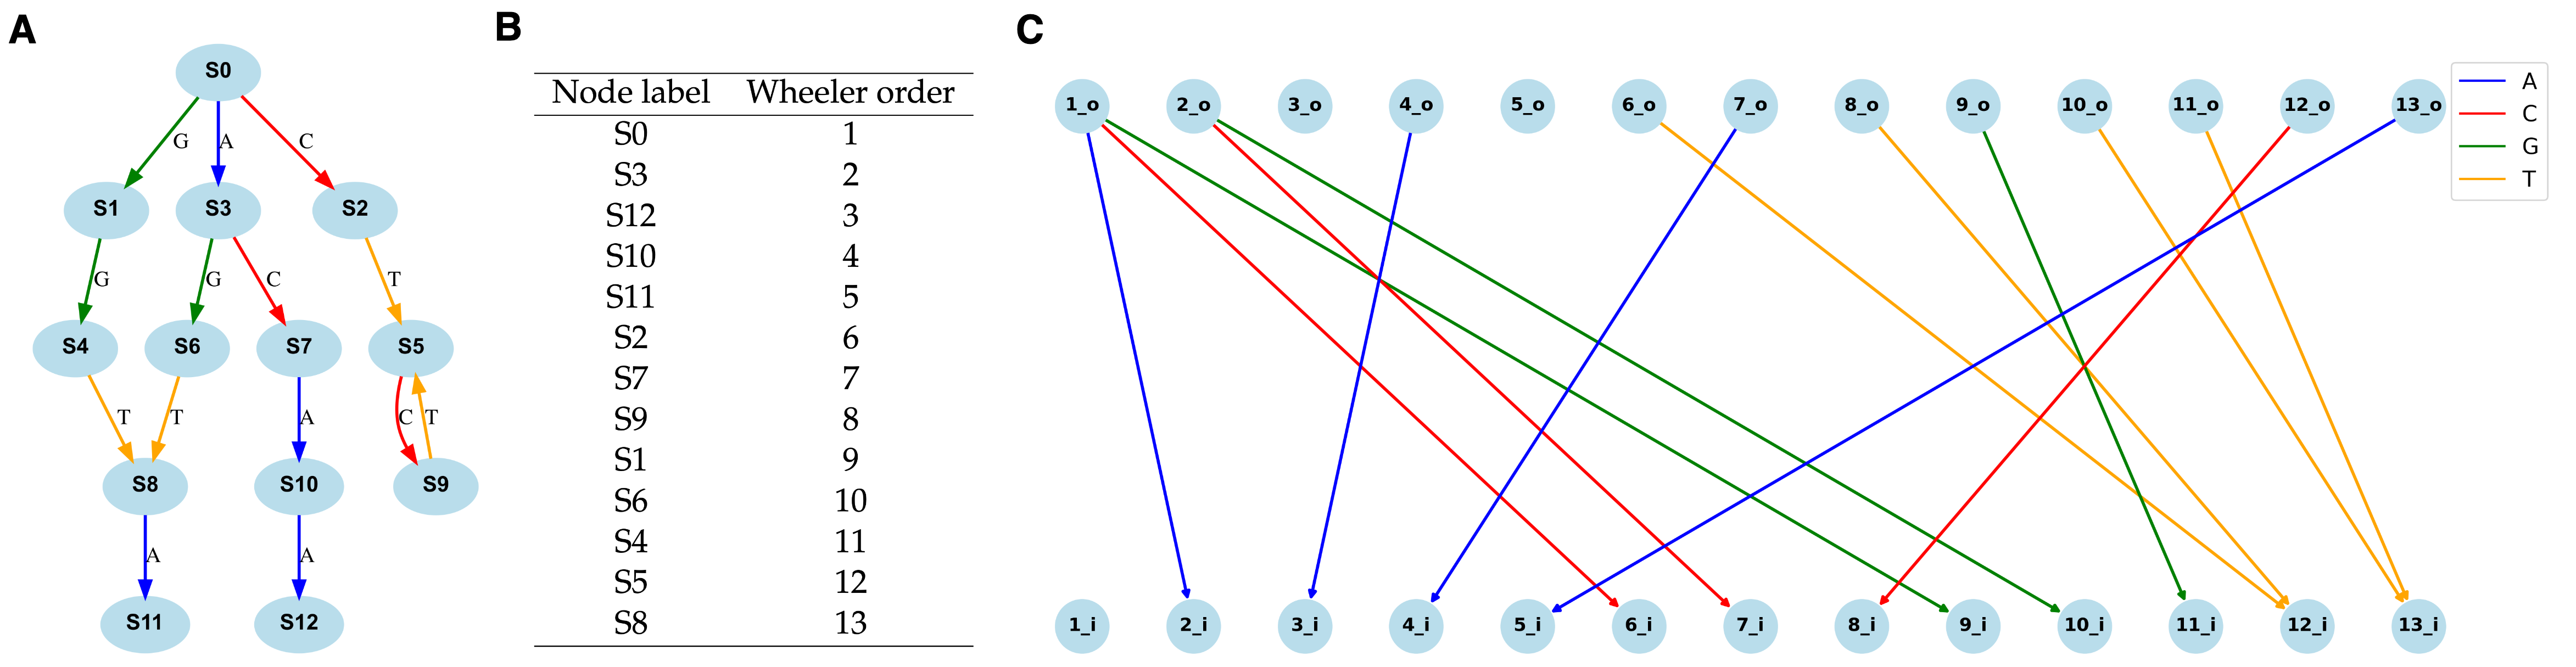 A
S0
G A C
S1 S3 S2
G G C T
S4 S6 S7 S5
T T A C T
S8 S10 S9
A A
S11 S12
B
Node label Wheeler order
S0 1
S3 2
S12 3
S10 4
S11 5
S2 6
S7 7
S9 8
S1 9
S6 10
S4 11
S5 12
S8 13
C
1_o 2_o 3_o 4_o 5_o 6_o 7_o 8_o 9_o 10_o 11_o 12_o 13_o
A
C
G
T
1_i 2_i 3_i 4_i 5_i 6_i 7_i 8_i 9_i 10_i 11_i 12_i 13_i